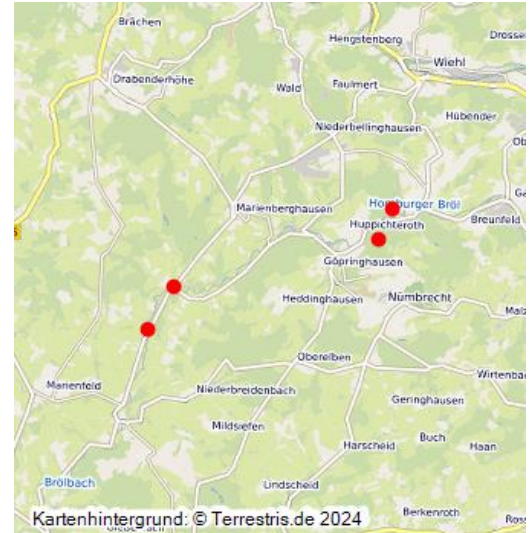 Brächen
Hengstenberg
Drabenderhöhe
Wald
Faulmert
Wiehl
Hübender
Niederbellinghausen
Marienberghausen
Homburger Bröl
Huppichteroth
Breunfeld
Göpringhausen
Heddinghausen
Nümbrecht
Oberelben
Marienfeld
Niederbreidenbach
Geringhausen
Mildsiefen
Harscheid
Buch
Haan
Brölbach
Lindscheid
Berkenroth
Kartenhintergrund: © Terrestris.de 2024